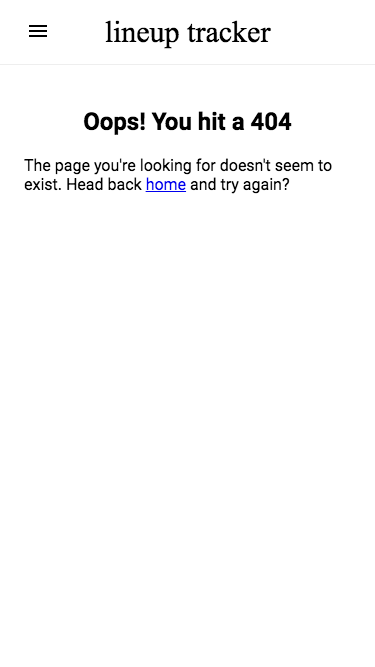 lineup tracker
Oops! You hit a 404
The page you're looking for doesn't seem to
exist. Head back home and try again?